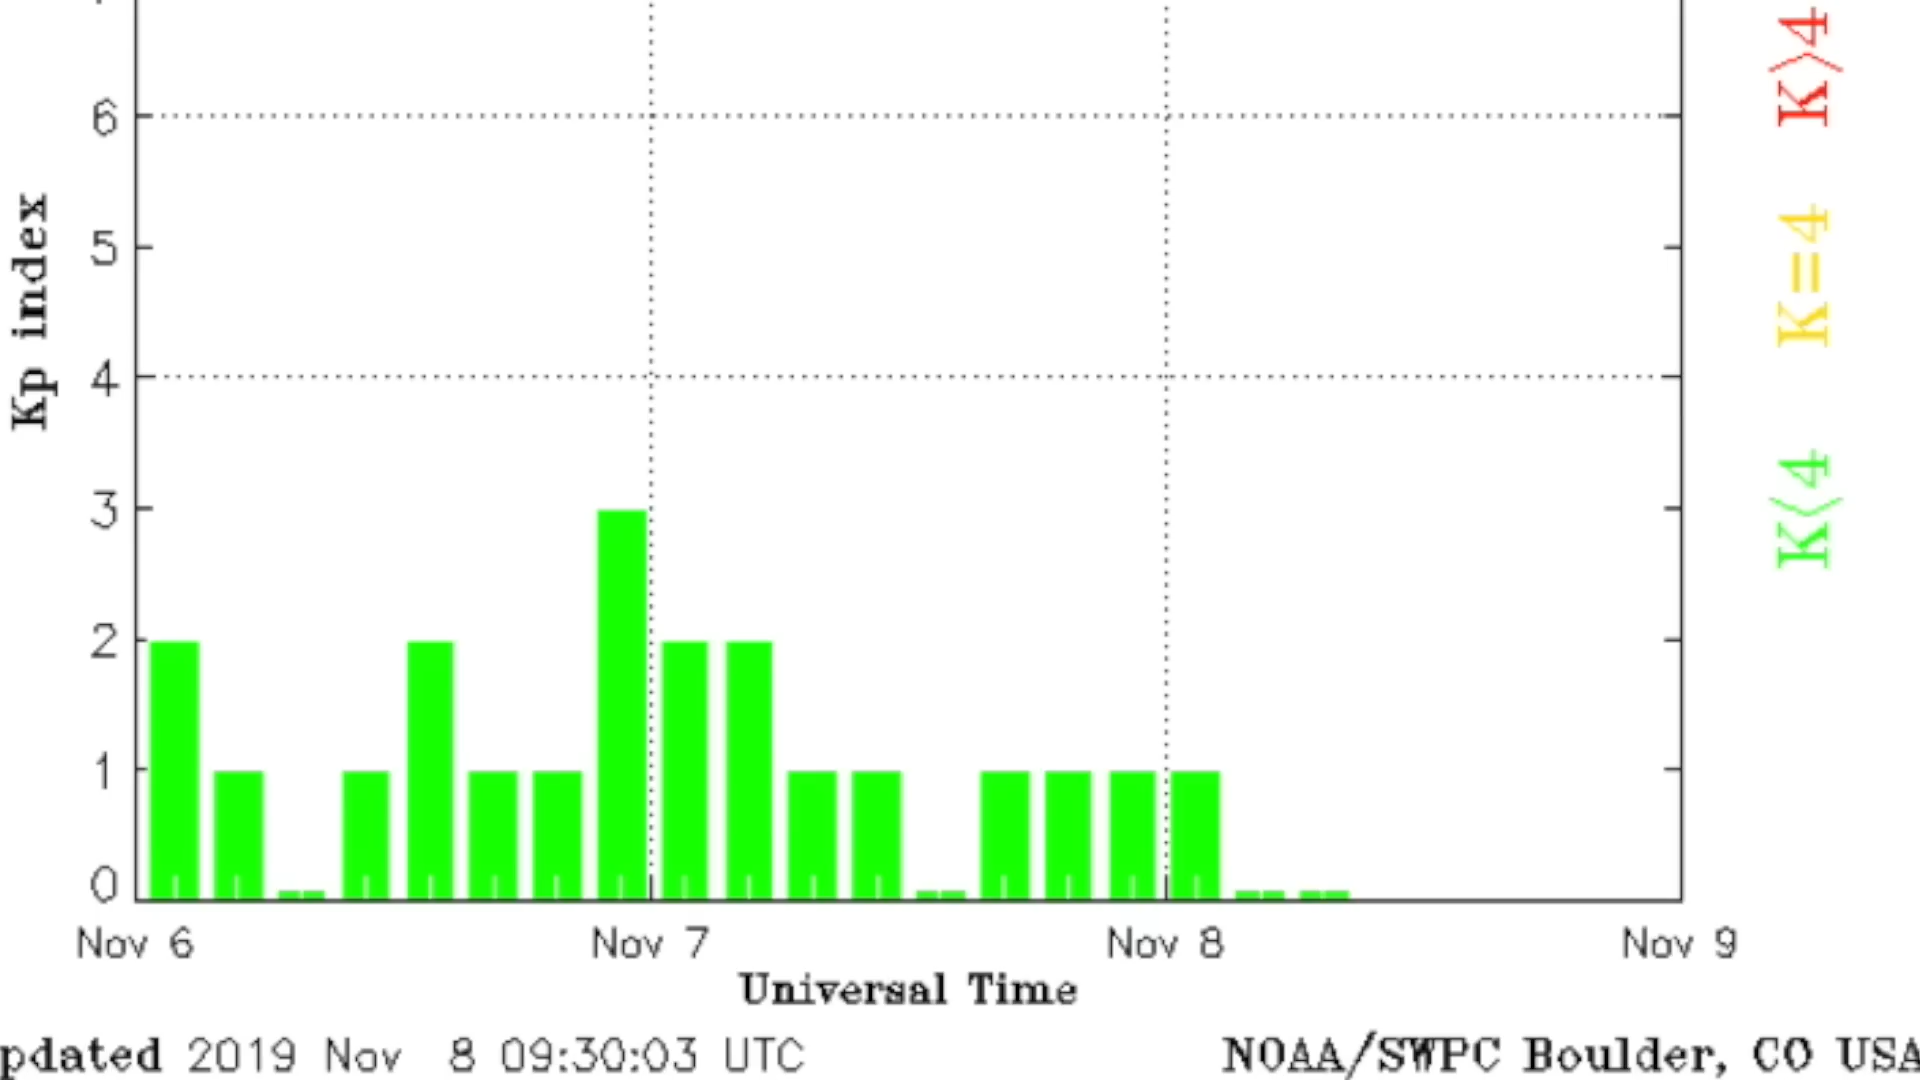 6
5
4
3
2
1
0
Kp index
Nov 6 Nov 7 Nov 8 Nov 9
Universal Time
pdated 2019 Nov 8 09:30:03 UTC
NOAA/SWPC Boulder, CO USA
K>4
K=4
K<4